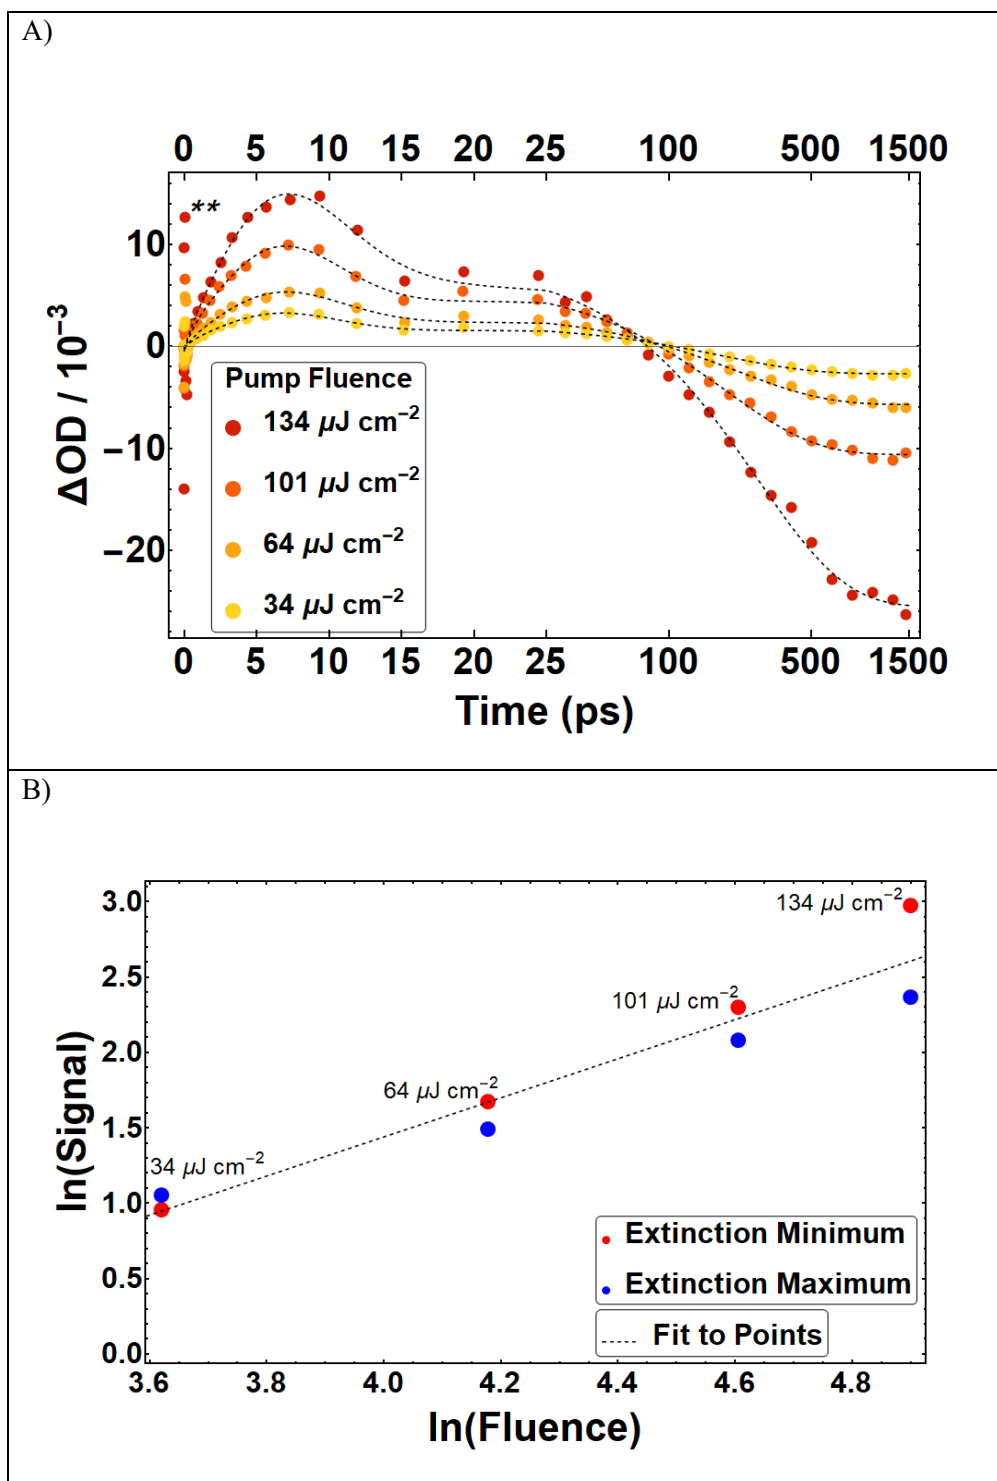 A)
0 5 10 15 20 25 100 500 1500
**
10
0
−10
−20
ΔOD / 10⁻³
Pump Fluence
134 μJ cm⁻²
101 μJ cm⁻²
64 μJ cm⁻²
34 μJ cm⁻²
0 5 10 15 20 25 100 500 1500
Time (ps)
B)
3.0
2.5
2.0
1.5
1.0
0.5
0.0
ln(Signal)
134 μJ cm⁻²
101 μJ cm⁻²
64 μJ cm⁻²
34 μJ cm⁻²
Extinction Minimum
Extinction Maximum
Fit to Points
3.6 3.8 4.0 4.2 4.4 4.6 4.8
ln(Fluence)